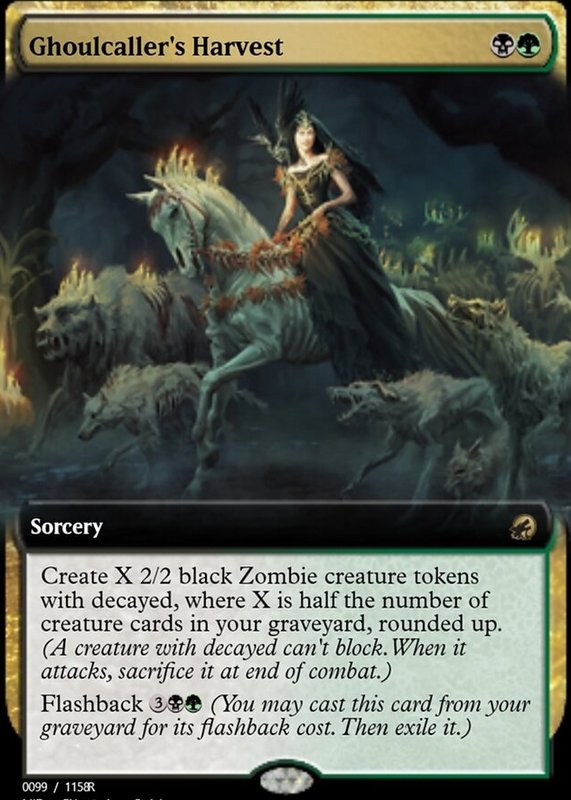 Ghoulcaller's Harvest
Sorcery
Create X 2/2 black Zombie creature tokens
with decayed, where X is half the number of
creature cards in your graveyard, rounded up.
(A creature with decayed can't block. When it
attacks, sacrifice it at end of combat.)
Flashback 3 (You may cast this card from your
graveyard for its flashback cost. Then exile it.)
0099 / 1158R